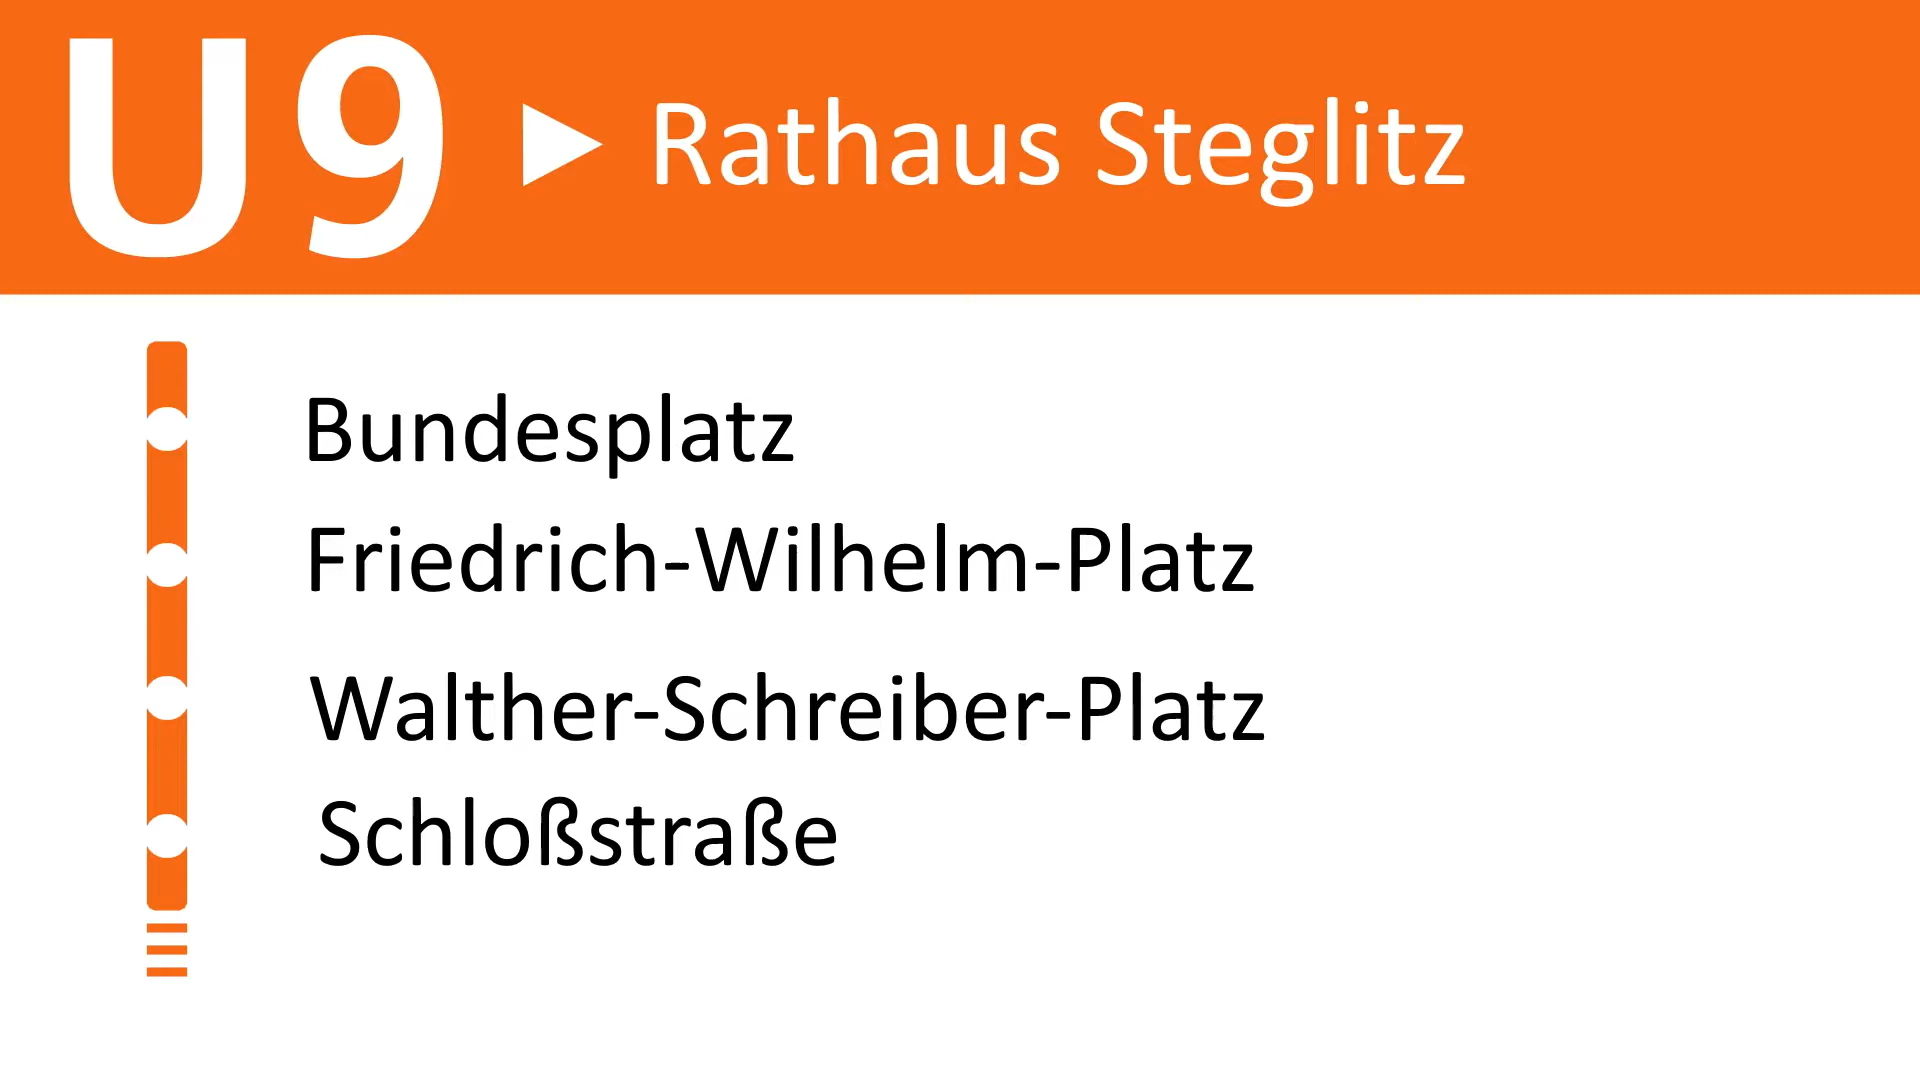 U9 ▶ Rathaus Steglitz
Bundesplatz
Friedrich-Wilhelm-Platz
Walther-Schreiber-Platz
Schloßstraße